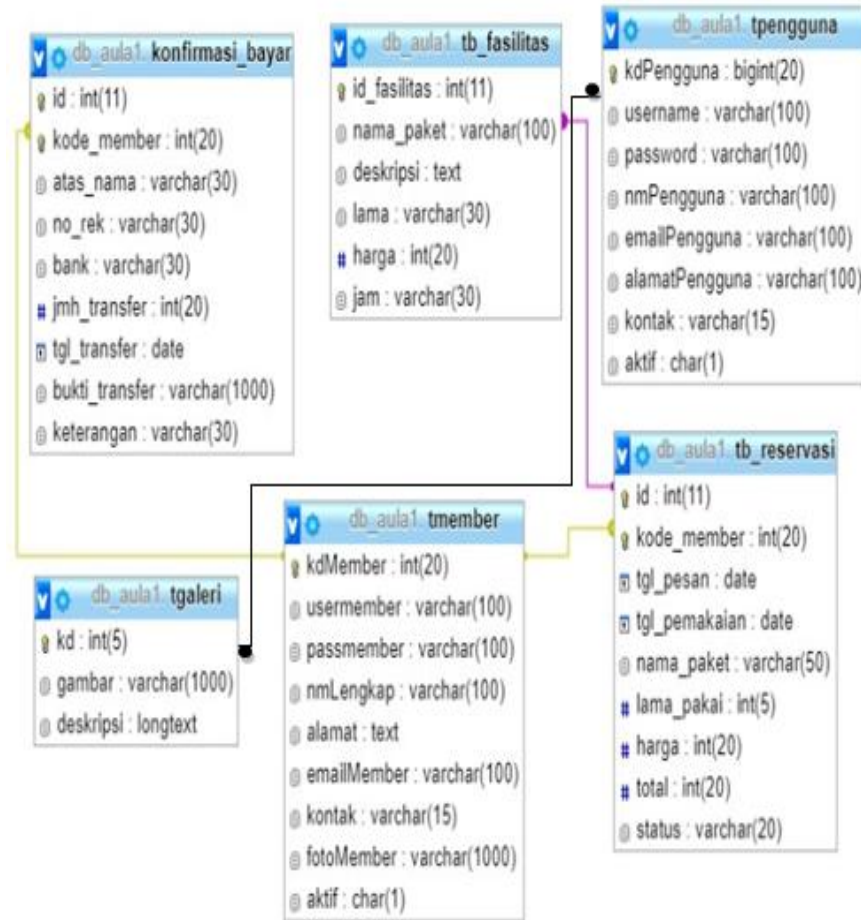 db_aula1 konfirmasi_bayar
id : int(11)
kode_member : int(20)
atas_nama : varchar(30)
no_rek : varchar(30)
bank : varchar(30)
# jmh_transfer : int(20)
tgl_transfer : date
bukti_transfer : varchar(1000)
keterangan : varchar(30)
db_aula1 tb_fasilitas
id_fasilitas : int(11)
nama_paket : varchar(100)
deskripsi : text
lama : varchar(30)
# harga : int(20)
jam : varchar(30)
db_aula1 tpengguna
kdPengguna : bigint(20)
username : varchar(100)
password : varchar(100)
nmPengguna : varchar(100)
emailPengguna : varchar(100)
alamatPengguna : varchar(100)
kontak : varchar(15)
aktif : char(1)
db_aula1 tgaleri
kd : int(5)
gambar : varchar(1000)
deskripsi : longtext
db_aula1 tmember
kdMember : int(20)
usermember : varchar(100)
passmember : varchar(100)
nmLengkap : varchar(100)
alamat : text
emailMember : varchar(100)
kontak : varchar(15)
fotoMember : varchar(1000)
aktif : char(1)
db_aula1 tb_reservasi
id : int(11)
kode_member : int(20)
tgl_pesan : date
tgl_pemakaian : date
nama_paket : varchar(50)
# lama_pakai : int(5)
# harga : int(20)
# total : int(20)
status : varchar(20)